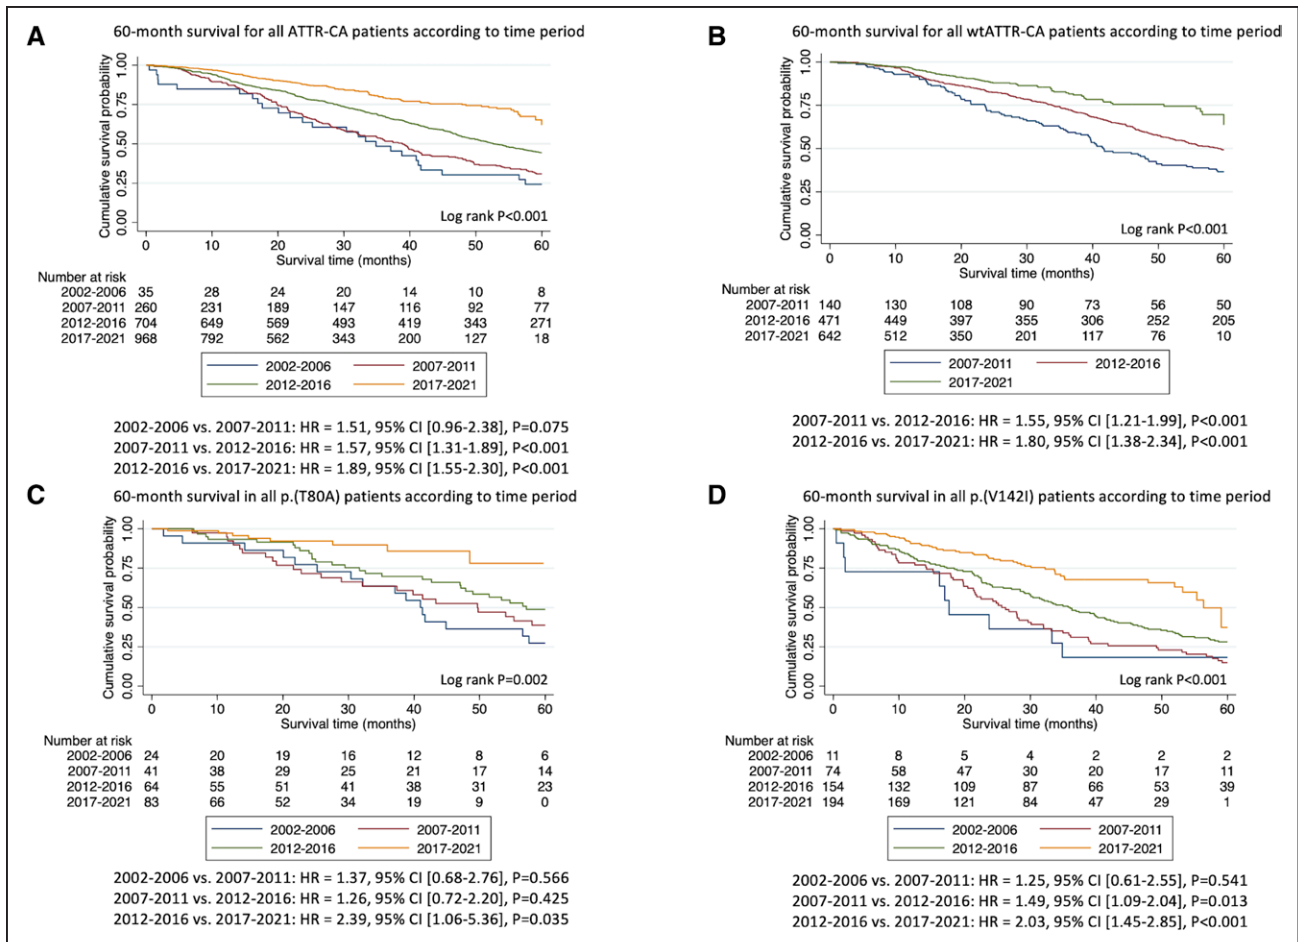 A
60-month survival for all ATTR-CA patients according to time period
Cumulative survival probability
1.00
0.75
0.50
0.25
0.00
Log rank P<0.001
0 10 20 30 40 50 60
Survival time (months)
Number at risk
2002-2006 35 28 24 20 14 10 8
2007-2011 260 231 189 147 116 92 77
2012-2016 704 649 569 493 419 343 271
2017-2021 968 792 562 343 200 127 18
2002-2006 2007-2011
2012-2016 2017-2021
2002-2006 vs. 2007-2011: HR = 1.51, 95% CI [0.96-2.38], P=0.075
2007-2011 vs. 2012-2016: HR = 1.57, 95% CI [1.31-1.89], P<0.001
2012-2016 vs. 2017-2021: HR = 1.89, 95% CI [1.55-2.30], P<0.001
B
60-month survival for all wtATTR-CA patients according to time period
Cumulative survival probability
1.00
0.75
0.50
0.25
0.00
Log rank P<0.001
0 10 20 30 40 50 60
Survival time (months)
Number at risk
2007-2011 140 130 108 90 73 56 50
2012-2016 471 449 397 355 306 252 205
2017-2021 642 512 350 201 117 76 10
2007-2011 2012-2016
2017-2021
2007-2011 vs. 2012-2016: HR = 1.55, 95% CI [1.21-1.99], P<0.001
2012-2016 vs. 2017-2021: HR = 1.80, 95% CI [1.38-2.34], P<0.001
C
60-month survival in all p.(T80A) patients according to time period
Cumulative survival probability
1.00
0.75
0.50
0.25
0.00
Log rank P=0.002
0 10 20 30 40 50 60
Survival time (months)
Number at risk
2002-2006 24 20 19 16 12 8 6
2007-2011 41 38 29 25 21 17 14
2012-2016 64 55 51 41 38 31 23
2017-2021 83 66 52 34 19 9 0
2002-2006 2007-2011
2012-2016 2017-2021
2002-2006 vs. 2007-2011: HR = 1.37, 95% CI [0.68-2.76], P=0.566
2007-2011 vs. 2012-2016: HR = 1.26, 95% CI [0.72-2.20], P=0.425
2012-2016 vs. 2017-2021: HR = 2.39, 95% CI [1.06-5.36], P=0.035
D
60-month survival in all p.(V142I) patients according to time period
Cumulative survival probability
1.00
0.75
0.50
0.25
0.00
Log rank P<0.001
0 10 20 30 40 50 60
Survival time (months)
Number at risk
2002-2006 11 8 5 4 2 2 2
2007-2011 74 58 47 30 20 17 11
2012-2016 154 132 109 87 66 53 39
2017-2021 194 169 121 84 47 29 1
2002-2006 2007-2011
2012-2016 2017-2021
2002-2006 vs. 2007-2011: HR = 1.25, 95% CI [0.61-2.55], P=0.541
2007-2011 vs. 2012-2016: HR = 1.49, 95% CI [1.09-2.04], P=0.013
2012-2016 vs. 2017-2021: HR = 2.03, 95% CI [1.45-2.85], P<0.001